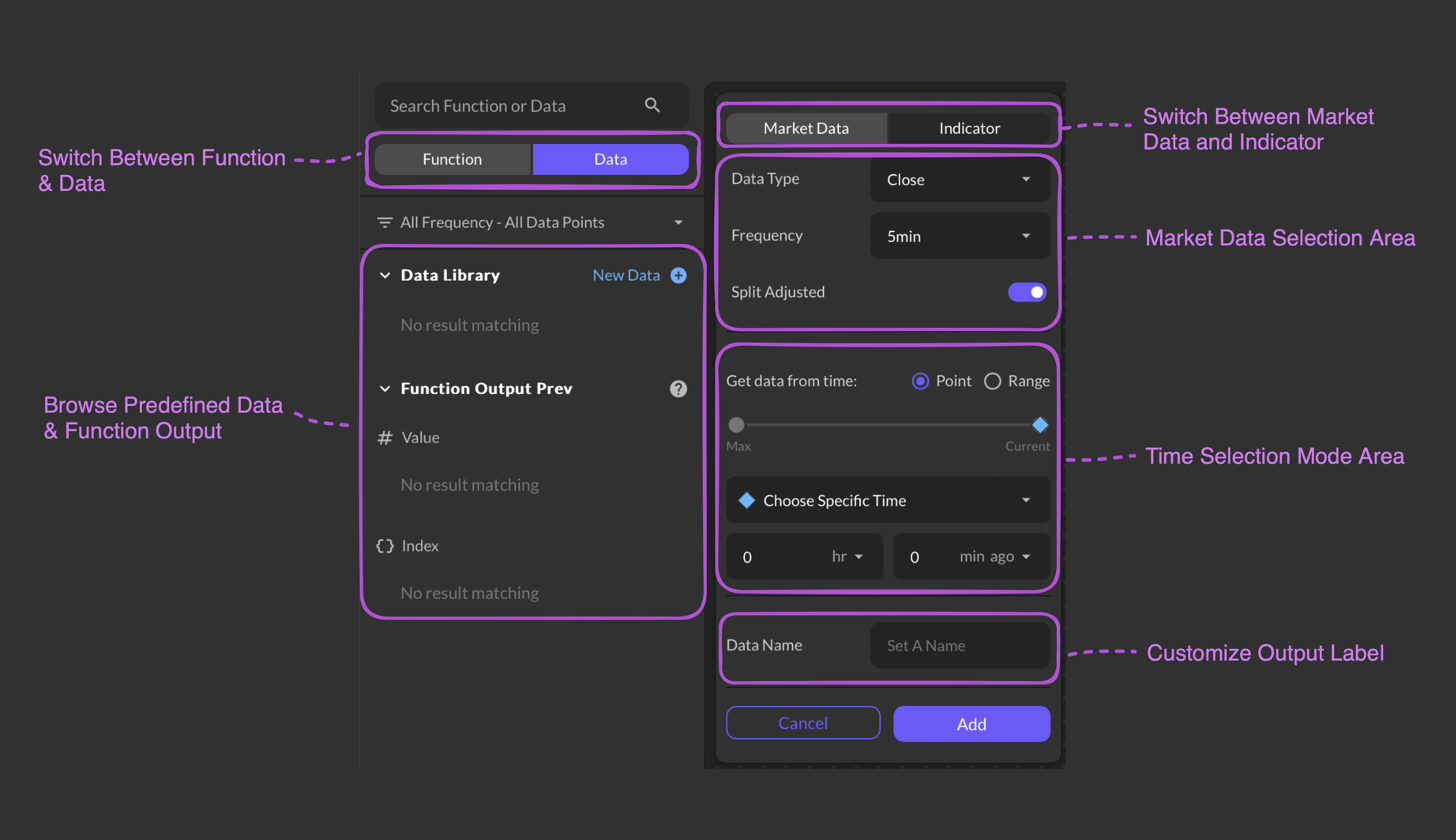 Switch Between Function
& Data
Browse Predefined Data
& Function Output
Search Function or Data
Function Data
All Frequency - All Data Points
Data Library New Data
No result matching
Function Output Prev ?
# Value
No result matching
{} Index
No result matching
Market Data Indicator
Data Type Close
Frequency 5min
Split Adjusted
Get data from time: Point Range
Max Current
Choose Specific Time
0 hr 0 min ago
Data Name Set A Name
Cancel Add
Switch Between Market
Data and Indicator
Market Data Selection Area
Time Selection Mode Area
Customize Output Label